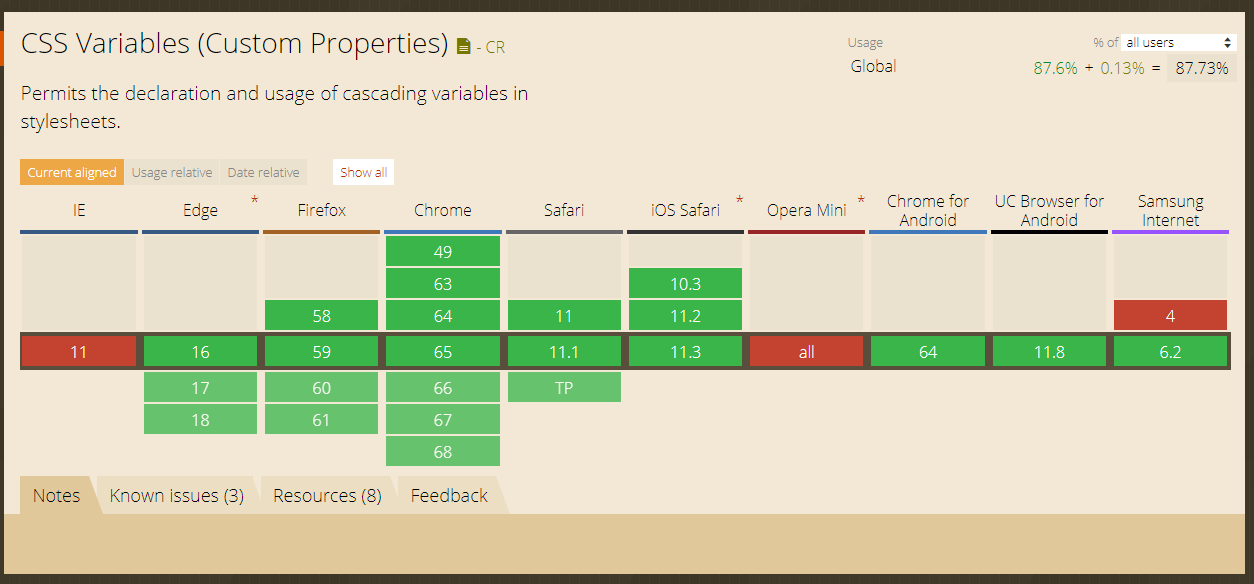 CSS Variables (Custom Properties) - CR
Usage % of all users
Global 87.6% + 0.13% = 87.73%
Permits the declaration and usage of cascading variables in
stylesheets.
Current aligned Usage relative Date relative Show all
IE Edge * Firefox Chrome Safari iOS Safari * Opera Mini * Chrome for Android UC Browser for Android Samsung Internet
49
63 10.3
58 64 11 11.2 4
11 16 59 65 11.1 11.3 all 64 11.8 6.2
17 60 66 TP
18 61 67
68
Notes Known issues (3) Resources (8) Feedback